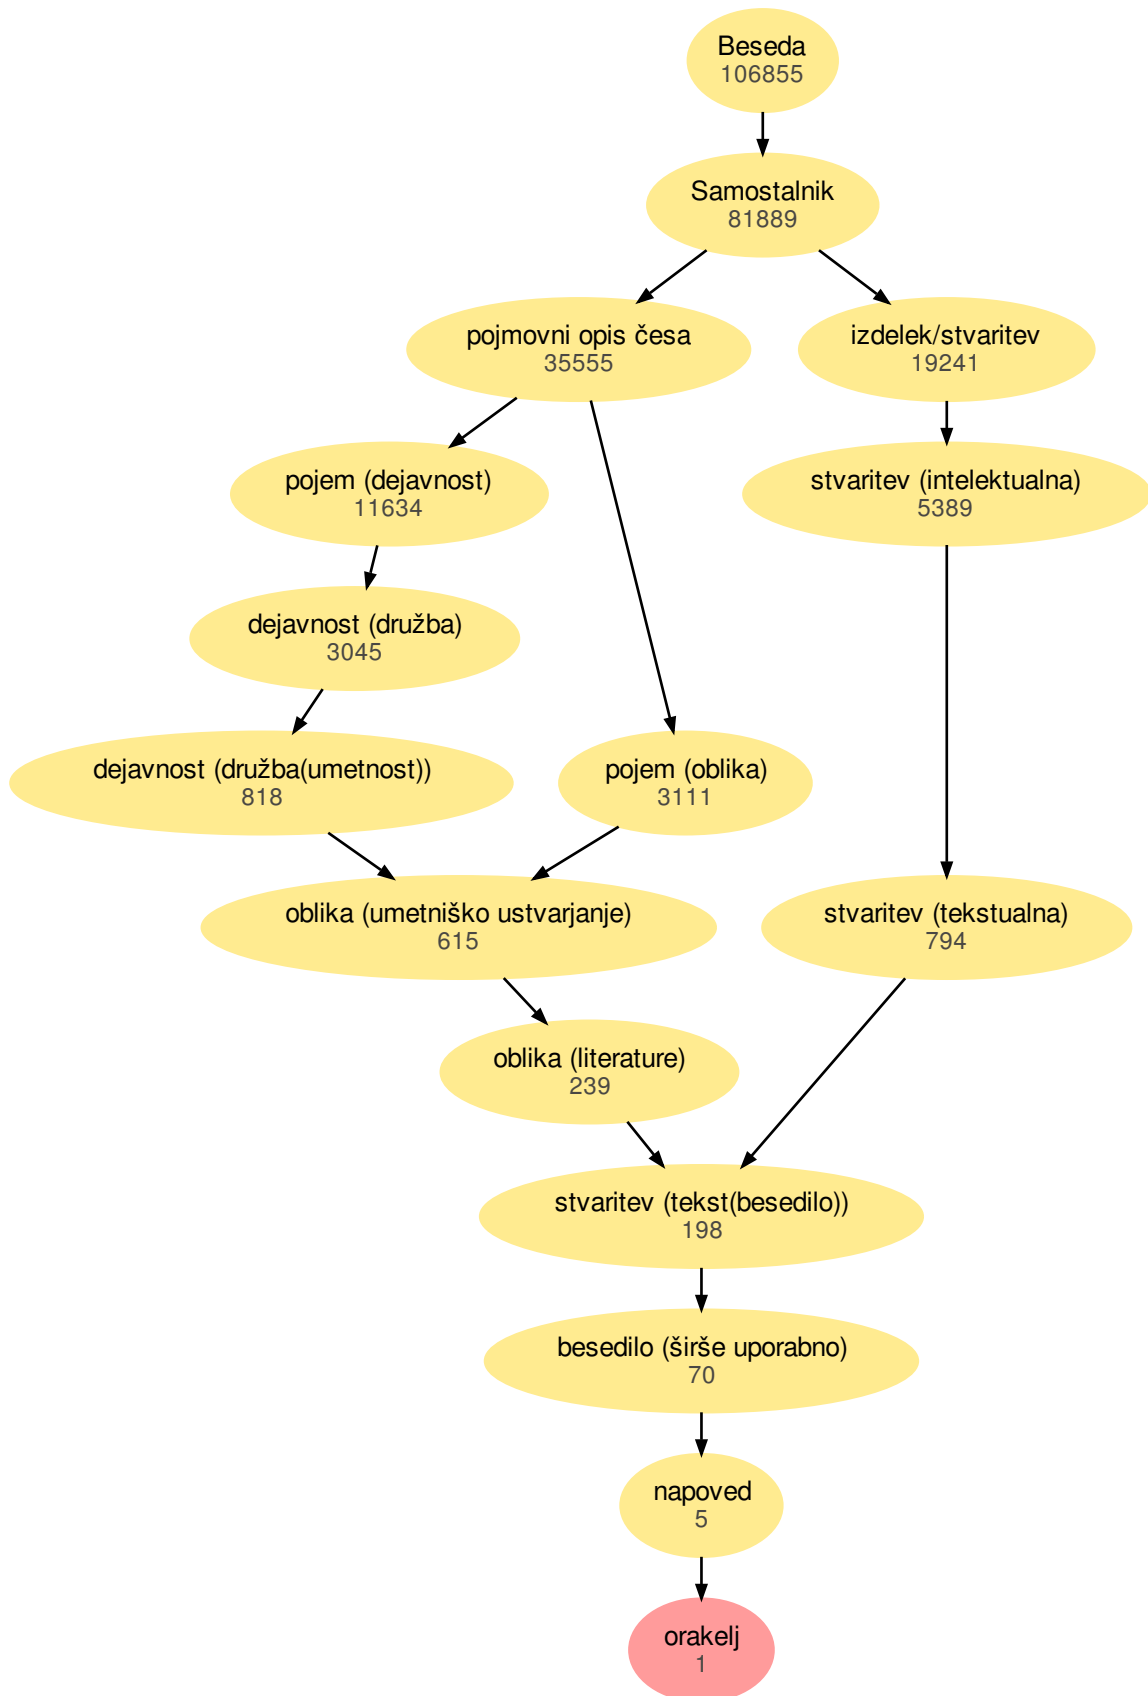 Beseda
106855
Samostalnik
81889
pojmovni opis česa
35555
izdelek/stvaritev
19241
pojem (dejavnost)
11634
stvaritev (intelektualna)
5389
dejavnost (družba)
3045
dejavnost (družba(umetnost))
818
pojem (oblika)
3111
oblika (umetniško ustvarjanje)
615
stvaritev (tekstualna)
794
oblika (literature)
239
stvaritev (tekst(besedilo))
198
besedilo (širše uporabno)
70
napoved
5
orakelj
1